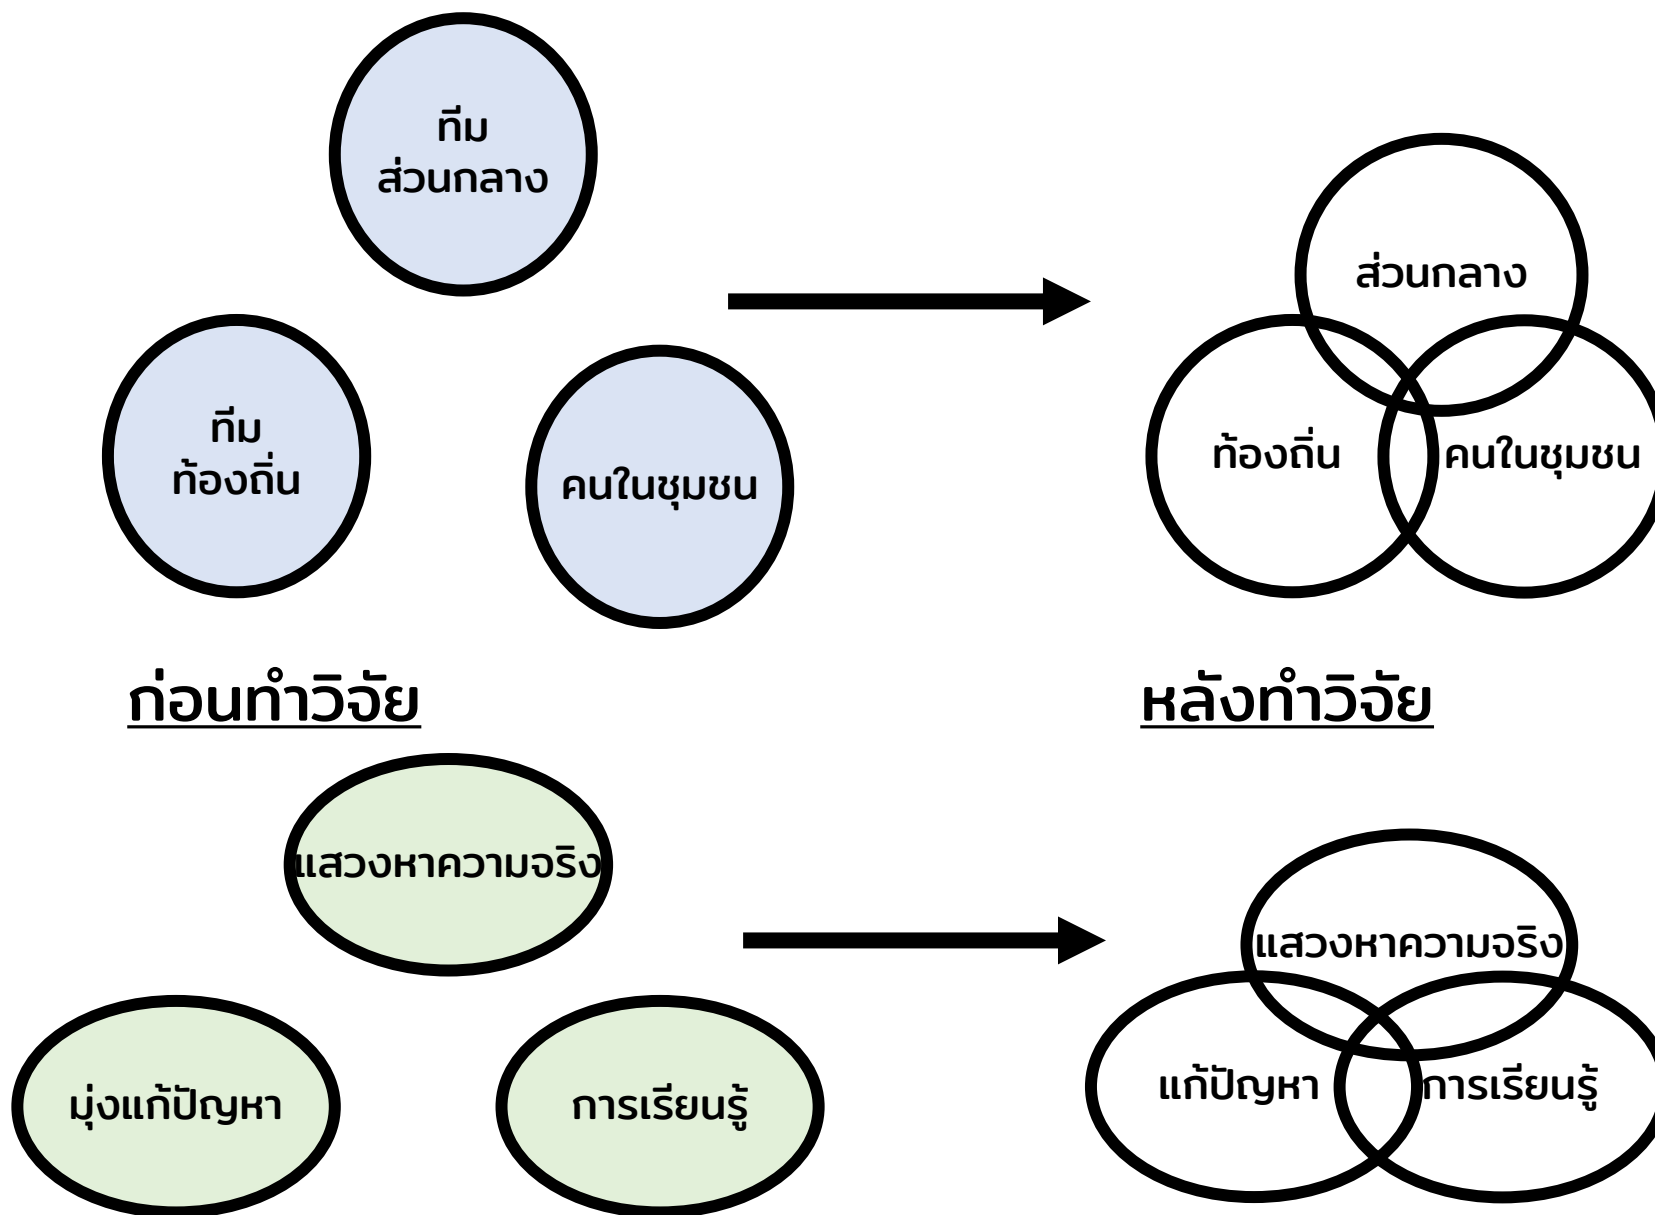 ทีม
ส่วนกลาง
ทีม
ท้องถิ่น
คนในชุมชน
ส่วนกลาง
ท้องถิ่น
คนในชุมชน
ก่อนทำวิจัย
หลังทำวิจัย
แสวงหาความจริง
มุ่งแก้ปัญหา
การเรียนรู้
แสวงหาความจริง
แก้ปัญหา
การเรียนรู้